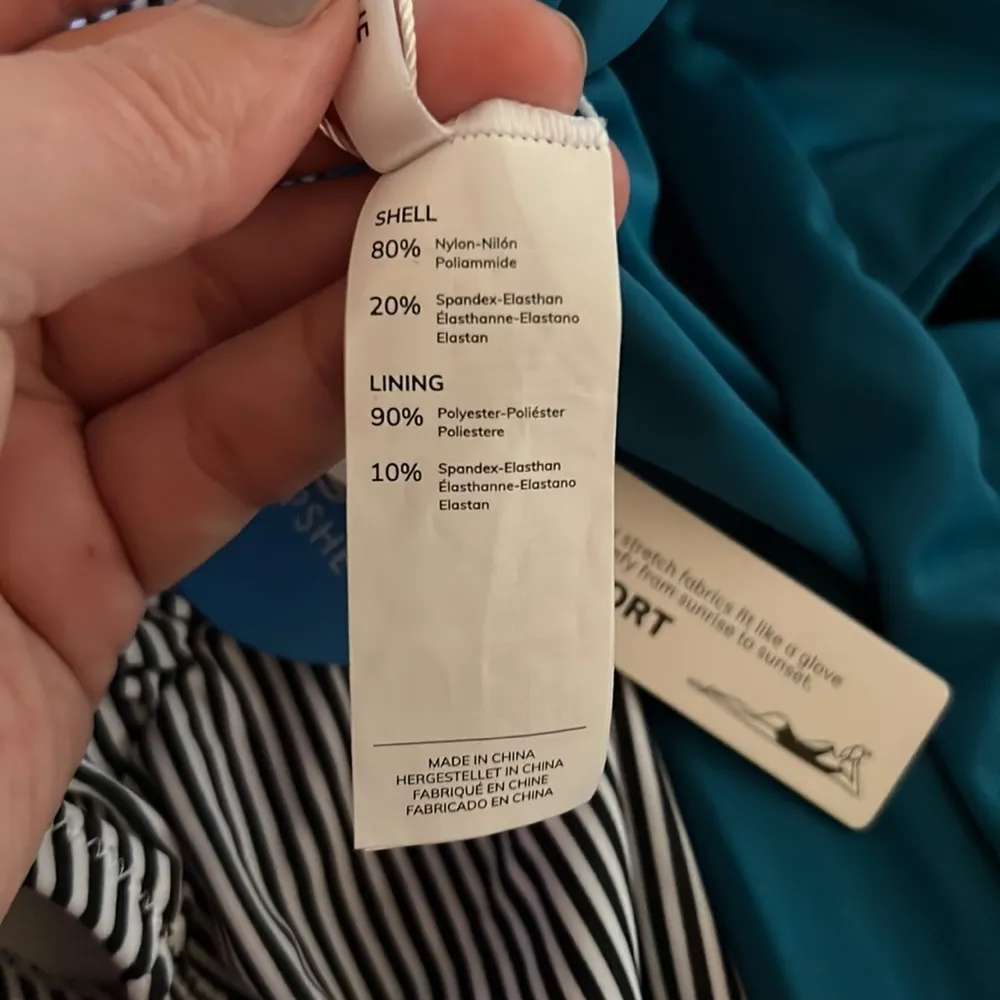 SHELL
80% Nylon-Nilón
Poliammide
20% Spandex-Elasthan
Élasthanne-Elastano
Elastan
LINING
90% Polyester-Poliéster
Poliestere
10% Spandex-Elasthan
Élasthanne-Elastano
Elastan
MADE IN CHINA
HERGESTELLET IN CHINA
FABRIQUÉ EN CHINE
FABRICADO EN CHINA
stretch fabrics fit like a glove
from sunrise to sunset.